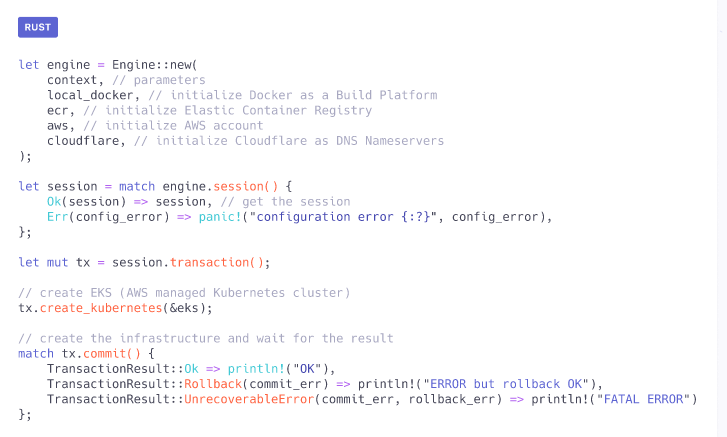 RUST
let engine = Engine::new(
    context, // parameters
    local_docker, // initialize Docker as a Build Platform
    ecr, // initialize Elastic Container Registry
    aws, // initialize AWS account
    cloudflare, // initialize Cloudflare as DNS Nameservers
);
let session = match engine.session() {
    Ok(session) => session, // get the session
    Err(config_error) => panic!("configuration error {:?}", config_error),
};
let mut tx = session.transaction();
// create EKS (AWS managed Kubernetes cluster)
tx.create_kubernetes(&eks);
// create the infrastructure and wait for the result
match tx.commit() {
    TransactionResult::Ok => println!("OK"),
    TransactionResult::Rollback(commit_err) => println!("ERROR but rollback OK"),
    TransactionResult::UnrecoverableError(commit_err, rollback_err) => println!("FATAL ERROR")
};